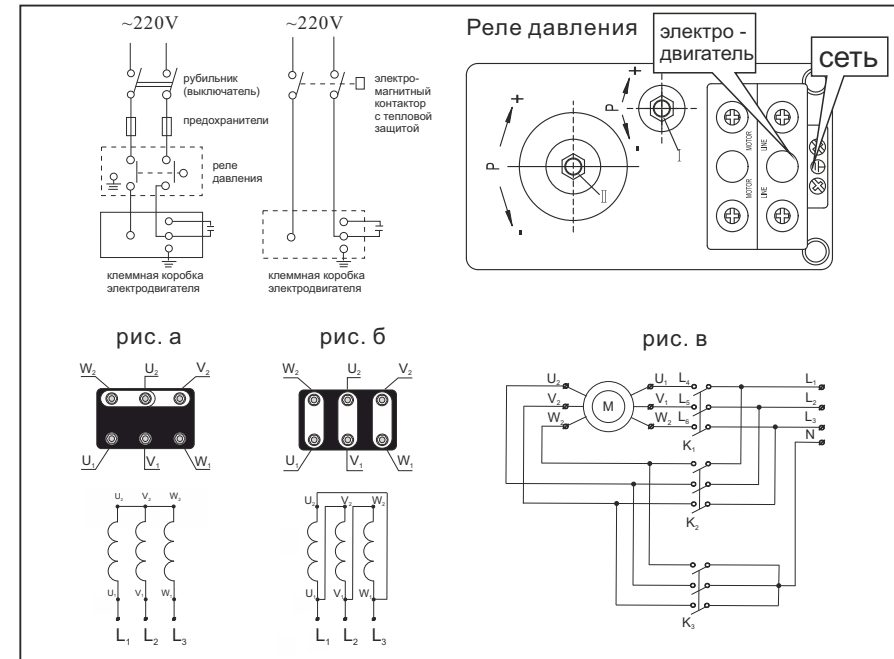 ~220V
рубильник
(выключатель)
предохранители
реле
давления
клеммная коробка
электродвигателя
~220V
электро-
магнитный
контактор
с тепловой
защитой
клеммная коробка
электродвигателя
Реле давления
электро -
двигатель
сеть
+
P
-
+
P
-
I
II
MOTOR
LINE
MOTOR
LINE
рис. а
W₂ U₂ V₂
U₁ V₁ W₁
U₂ V₂ W₂
U₁ V₁ W₁
L₁ L₂ L₃
рис. б
W₂ U₂ V₂
U₁ V₁ W₁
U₂ V₂ W₂
U₁ V₁ W₁
L₁ L₂ L₃
рис. в
U₂ U₁ L₄ L₁
V₂ M V₁ L₅ L₂
W₂ W₂ L₆ L₃
K₁ N
K₂
K₃